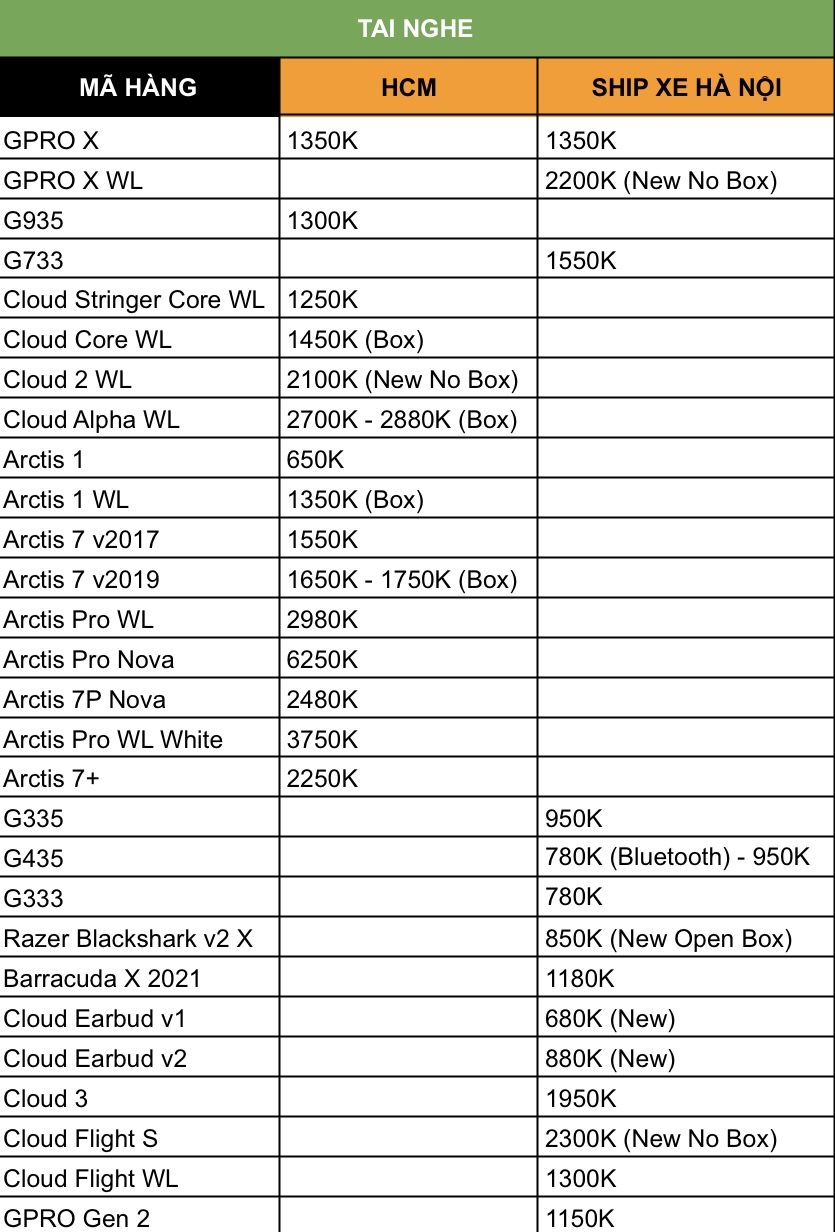 TAI NGHE
MÃ HÀNG HCM SHIP XE HÀ NỘI
GPRO X 1350K 1350K
GPRO X WL 2200K (New No Box)
G935 1300K
G733 1550K
Cloud Stringer Core WL 1250K
Cloud Core WL 1450K (Box)
Cloud 2 WL 2100K (New No Box)
Cloud Alpha WL 2700K - 2880K (Box)
Arctis 1 650K
Arctis 1 WL 1350K (Box)
Arctis 7 v2017 1550K
Arctis 7 v2019 1650K - 1750K (Box)
Arctis Pro WL 2980K
Arctis Pro Nova 6250K
Arctis 7P Nova 2480K
Arctis Pro WL White 3750K
Arctis 7+ 2250K
G335 950K
G435 780K (Bluetooth) - 950K
G333 780K
Razer Blackshark v2 X 850K (New Open Box)
Barracuda X 2021 1180K
Cloud Earbud v1 680K (New)
Cloud Earbud v2 880K (New)
Cloud 3 1950K
Cloud Flight S 2300K (New No Box)
Cloud Flight WL 1300K
GPRO Gen 2 1150K